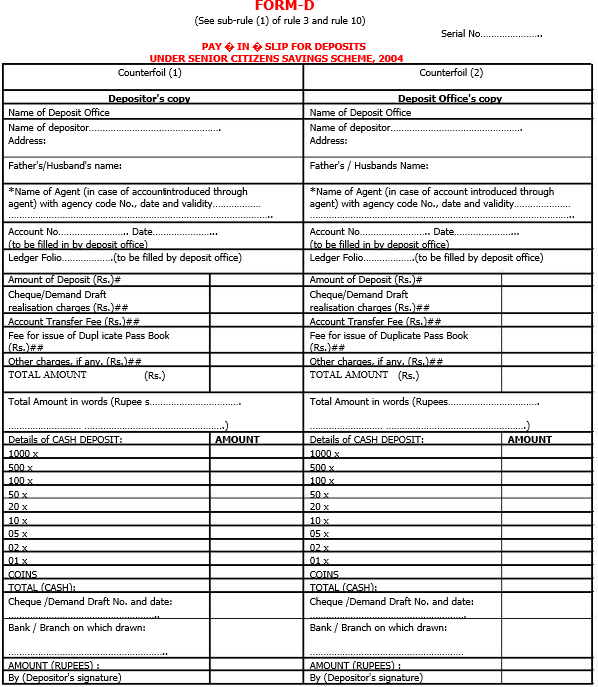 FORM-D
(See sub-rule (1) of rule 3 and rule 10)
Serial No…………………..
PAY � IN � SLIP FOR DEPOSITS
UNDER SENIOR CITIZENS SAVINGS SCHEME, 2004
Counterfoil (1)
Depositor's copy
Name of Deposit Office
Name of depositor………………………………………….
Address:
Father's/Husband's name:
*Name of Agent (in case of accountintroduced through
agent) with agency code No., date and validity………………
……………………………………………………………………………………..
Account No………………….. Date………………...
(to be filled in by deposit office)
Ledger Folio……………….(to be filled by deposit office)
Amount of Deposit (Rs.)#
Cheque/Demand Draft
realisation charges (Rs.)##
Account Transfer Fee (Rs.)##
Fee for issue of Dupl icate Pass Book
(Rs.)##
Other charges, if any. (Rs.)##
TOTAL AMOUNT (Rs.)
Total Amount in words (Rupee s…………………………….
……………………… …………………………………………….)
Details of CASH DEPOSIT: AMOUNT
1000 x
500 x
100 x
50 x
20 x
10 x
05 x
02 x
01 x
COINS
TOTAL (CASH):
Cheque /Demand Draft No. and date:
………………………………………………..
Bank / Branch on which drawn:
…………………………………………………..
AMOUNT (RUPEES) :
By (Depositor's signature)
Counterfoil (2)
Deposit Office's copy
Name of Deposit Office
Name of depositor………………………………………….
Address:
Father's / Husbands Name:
*Name of Agent (in case of account introduced through
agent) with agency code No., date and validity…………………
……………………………………………………………………………………..
Account No………………….. Date………………...
(to be filled in by deposit office)
Ledger Folio……………….(to be filled by deposit office)
Amount of Deposit (Rs.)#
Cheque/Demand Draft
realisation charges (Rs.)##
Account Transfer Fee (Rs.)##
Fee for issue of Duplicate Pass Book
(Rs.)##
Other charges, if any. (Rs.)##
TOTAL AMOUNT (Rs.)
Total Amount in words (Rupees…………………………….
……………………… …………………………………………….)
Details of CASH DEPOSIT: AMOUNT
1000 x
500 x
100 x
50 x
20 x
10 x
05 x
02 x
01 x
COINS
TOTAL (CASH):
Cheque /Demand Draft No. and date:
………………………………………………….
Bank / Branch on which drawn:
…………………………………………………
AMOUNT (RUPEES) :
By (Depositor's signature)